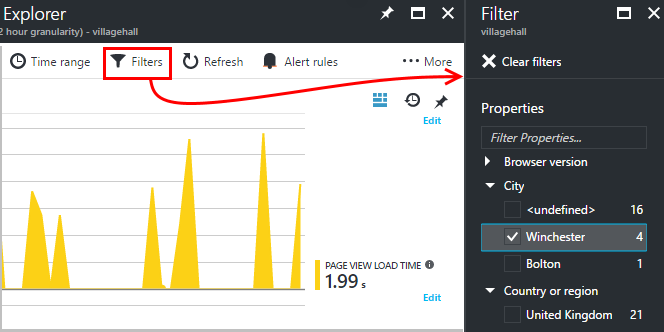 Explorer
2 hour granularity) - villagehall
Time range
Filters
Refresh
Alert rules
More
Edit
PAGE VIEW LOAD TIME
1.99 s
Edit
Filter
villagehall
Clear filters
Properties
Filter Properties...
Browser version
City
<undefined> 16
Winchester 4
Bolton 1
Country or region
United Kingdom 21